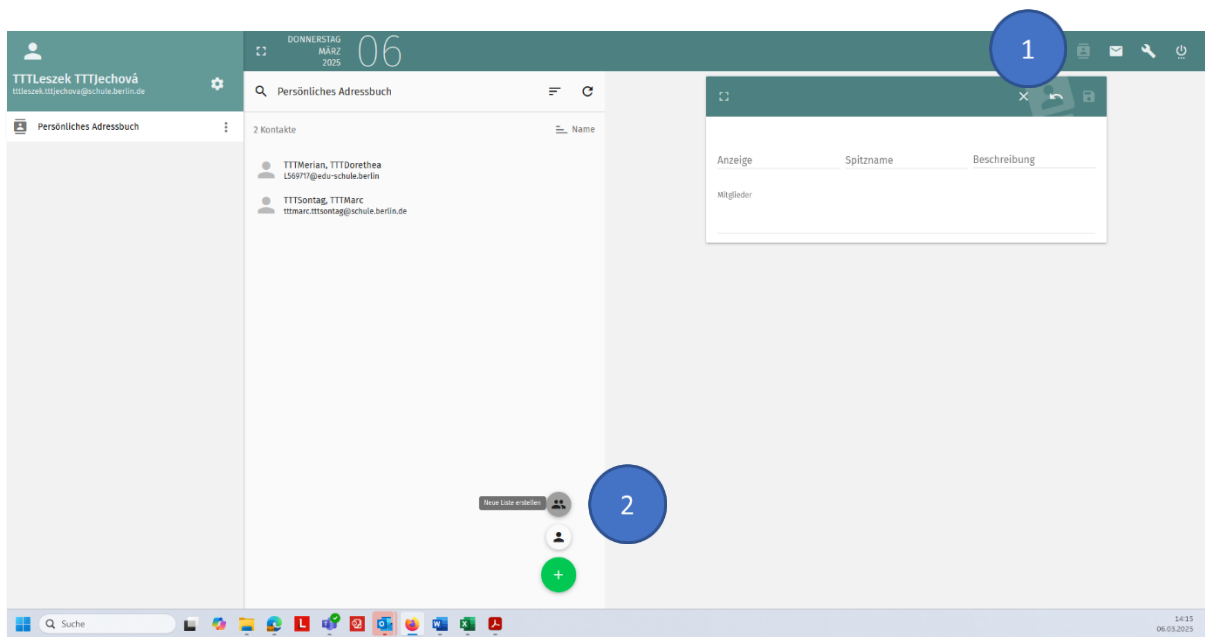 DONNERSTAG
MÄRZ
2025
06
1
TTTLeszek TTTJechová
tttleszek.tttjechova@schule.berlin.de
Persönliches Adressbuch
Persönliches Adressbuch
2 Kontakte
Name
TTTMerian, TTTDorethea
L569717@edu-schule.berlin
TTTSontag, TTTMarc
tttmarc.tttsontag@schule.berlin.de
Anzeige
Spitzname
Beschreibung
Mitglieder
Neue Liste erstellen
2
Suche
14:15
06.03.2025